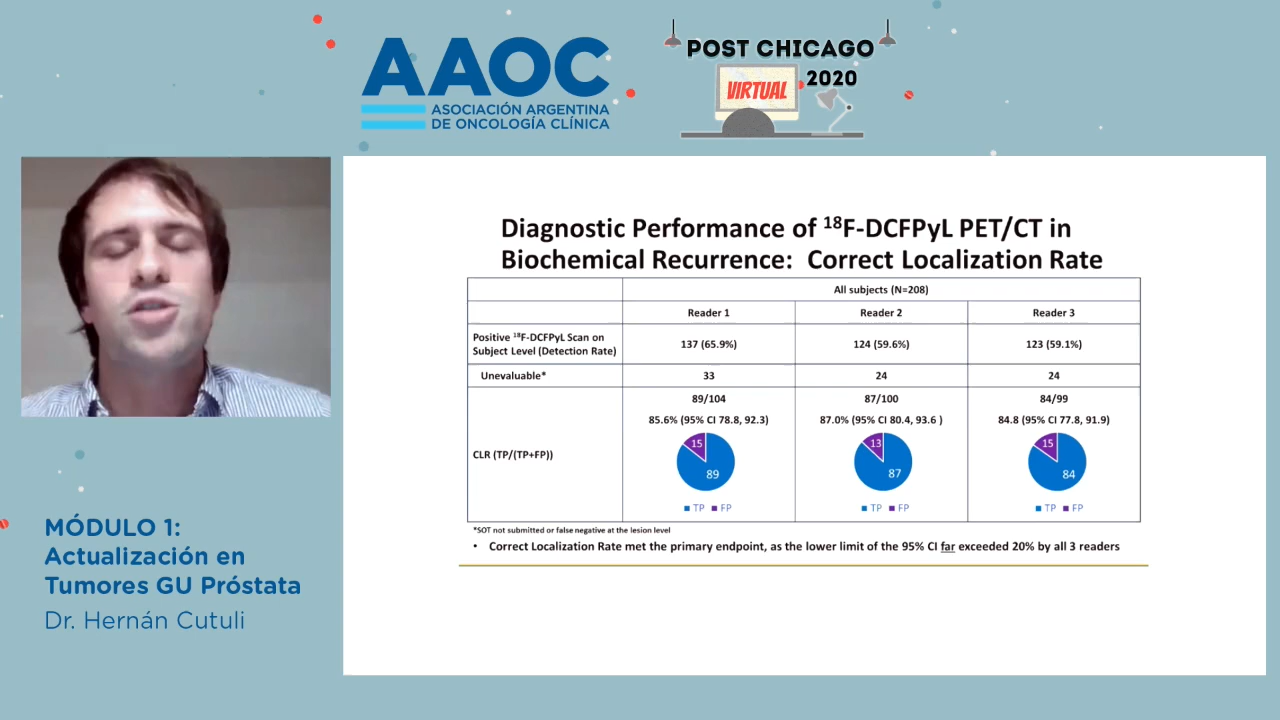 AAOC
ASOCIACIÓN ARGENTINA
DE ONCOLOGÍA CLÍNICA
POST CHICAGO
2020
VIRTUAL
Diagnostic Performance of ¹⁸F-DCFPyL PET/CT in
Biochemical Recurrence: Correct Localization Rate
All subjects (N=208)
Reader 1 Reader 2 Reader 3
Positive ¹⁸F-DCFPyL Scan on
Subject Level (Detection Rate) 137 (65.9%) 124 (59.6%) 123 (59.1%)
Unevaluable* 33 24 24
89/104 87/100 84/99
85.6% (95% CI 78.8, 92.3) 87.0% (95% CI 80.4, 93.6 ) 84.8 (95% CI 77.8, 91.9)
CLR (TP/(TP+FP))
15 13 15
89 87 84
TP FP TP FP TP FP
*SOT not submitted or false negative at the lesion level
• Correct Localization Rate met the primary endpoint, as the lower limit of the 95% CI far exceeded 20% by all 3 readers
MÓDULO 1:
Actualización en
Tumores GU Próstata
Dr. Hernán Cutuli